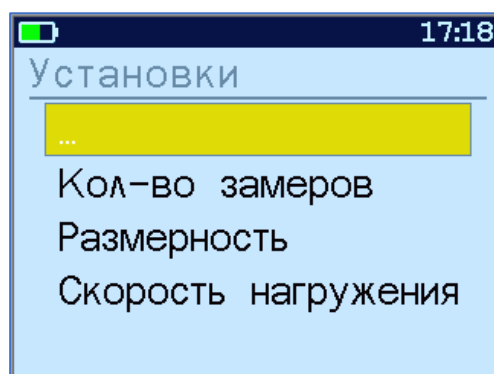 17:18
Установки
...
Кол-во замеров
Размерность
Скорость нагружения